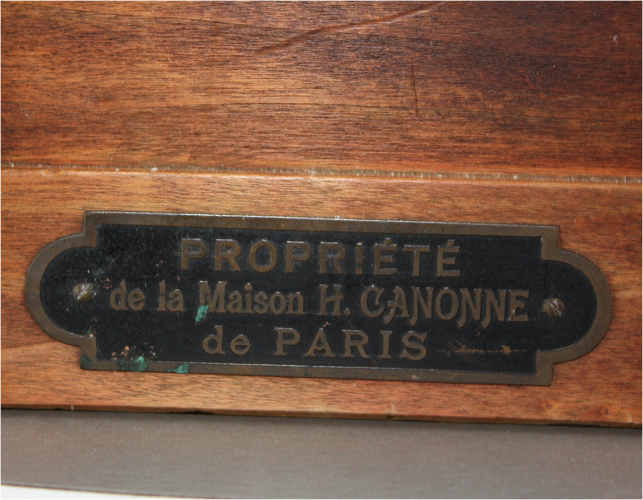 PROPRIÉTÉ
de la Maison H. CANONNE
de PARIS